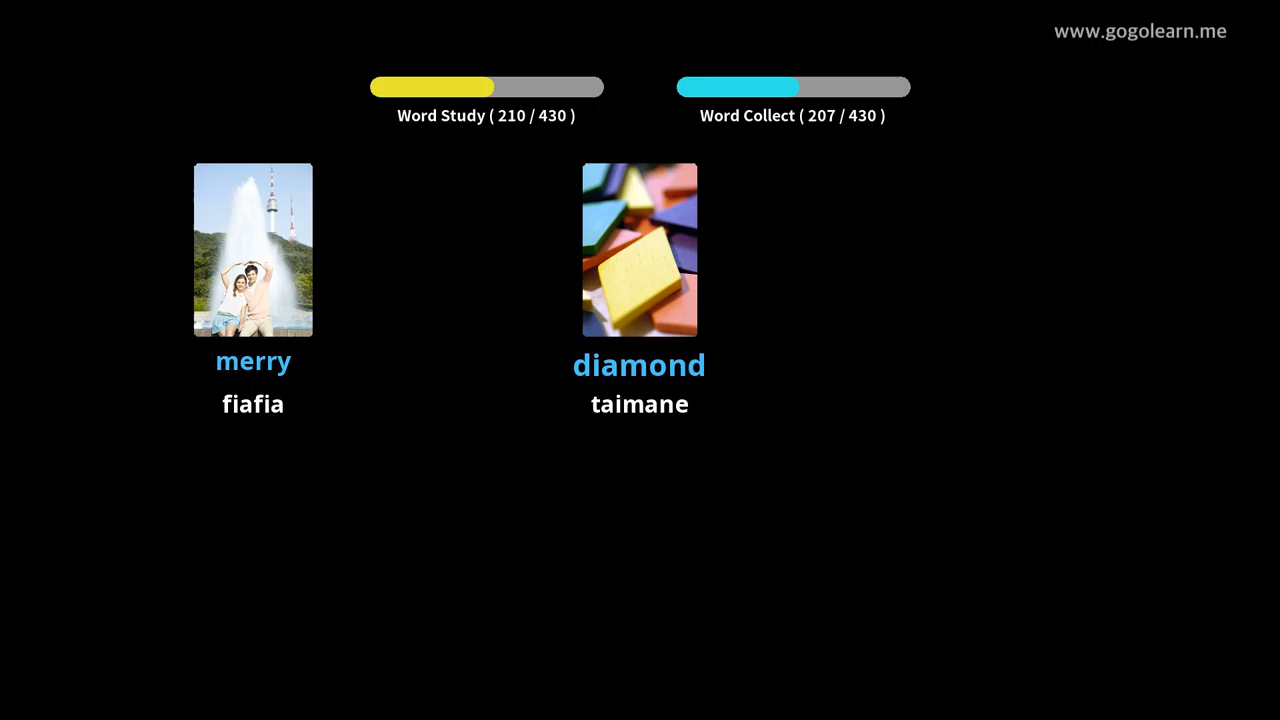 www.gogolearn.me
Word Study ( 210 / 430 )
Word Collect ( 207 / 430 )
merry
fiafia
diamond
taimane